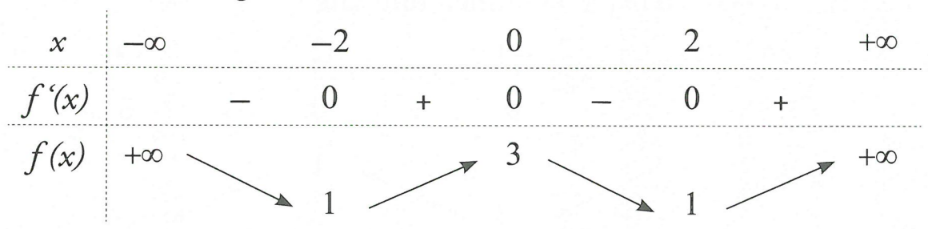 x −∞ −2 0 2 +∞
f‘(x) − 0 + 0 − 0 +
f(x) +∞ 3 +∞
1 1